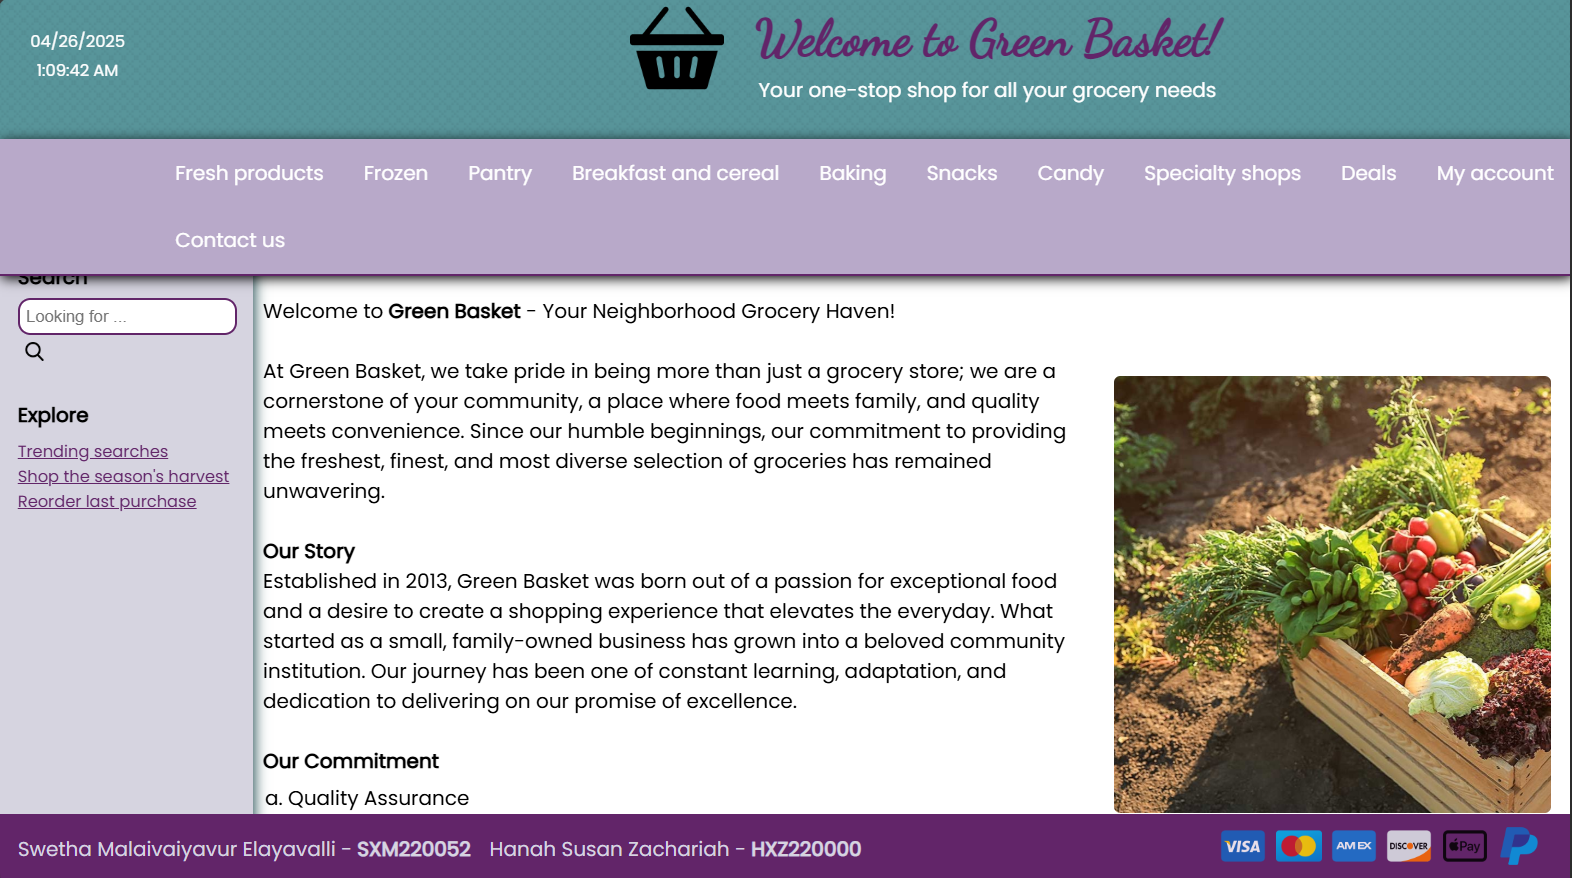 04/26/2025
1:09:42 AM
Welcome to Green Basket!
Your one-stop shop for all your grocery needs
Fresh products Frozen Pantry Breakfast and cereal Baking Snacks Candy Specialty shops Deals My account
Contact us
Search
Looking for ...
Explore
Trending searches
Shop the season's harvest
Reorder last purchase
Welcome to Green Basket - Your Neighborhood Grocery Haven!
At Green Basket, we take pride in being more than just a grocery store; we are a
cornerstone of your community, a place where food meets family, and quality
meets convenience. Since our humble beginnings, our commitment to providing
the freshest, finest, and most diverse selection of groceries has remained
unwavering.
Our Story
Established in 2013, Green Basket was born out of a passion for exceptional food
and a desire to create a shopping experience that elevates the everyday. What
started as a small, family-owned business has grown into a beloved community
institution. Our journey has been one of constant learning, adaptation, and
dedication to delivering on our promise of excellence.
Our Commitment
a. Quality Assurance
Swetha Malaivaiyavur Elayavalli - SXM220052 Hanah Susan Zachariah - HXZ220000
VISA AMEX DISCOVER Pay